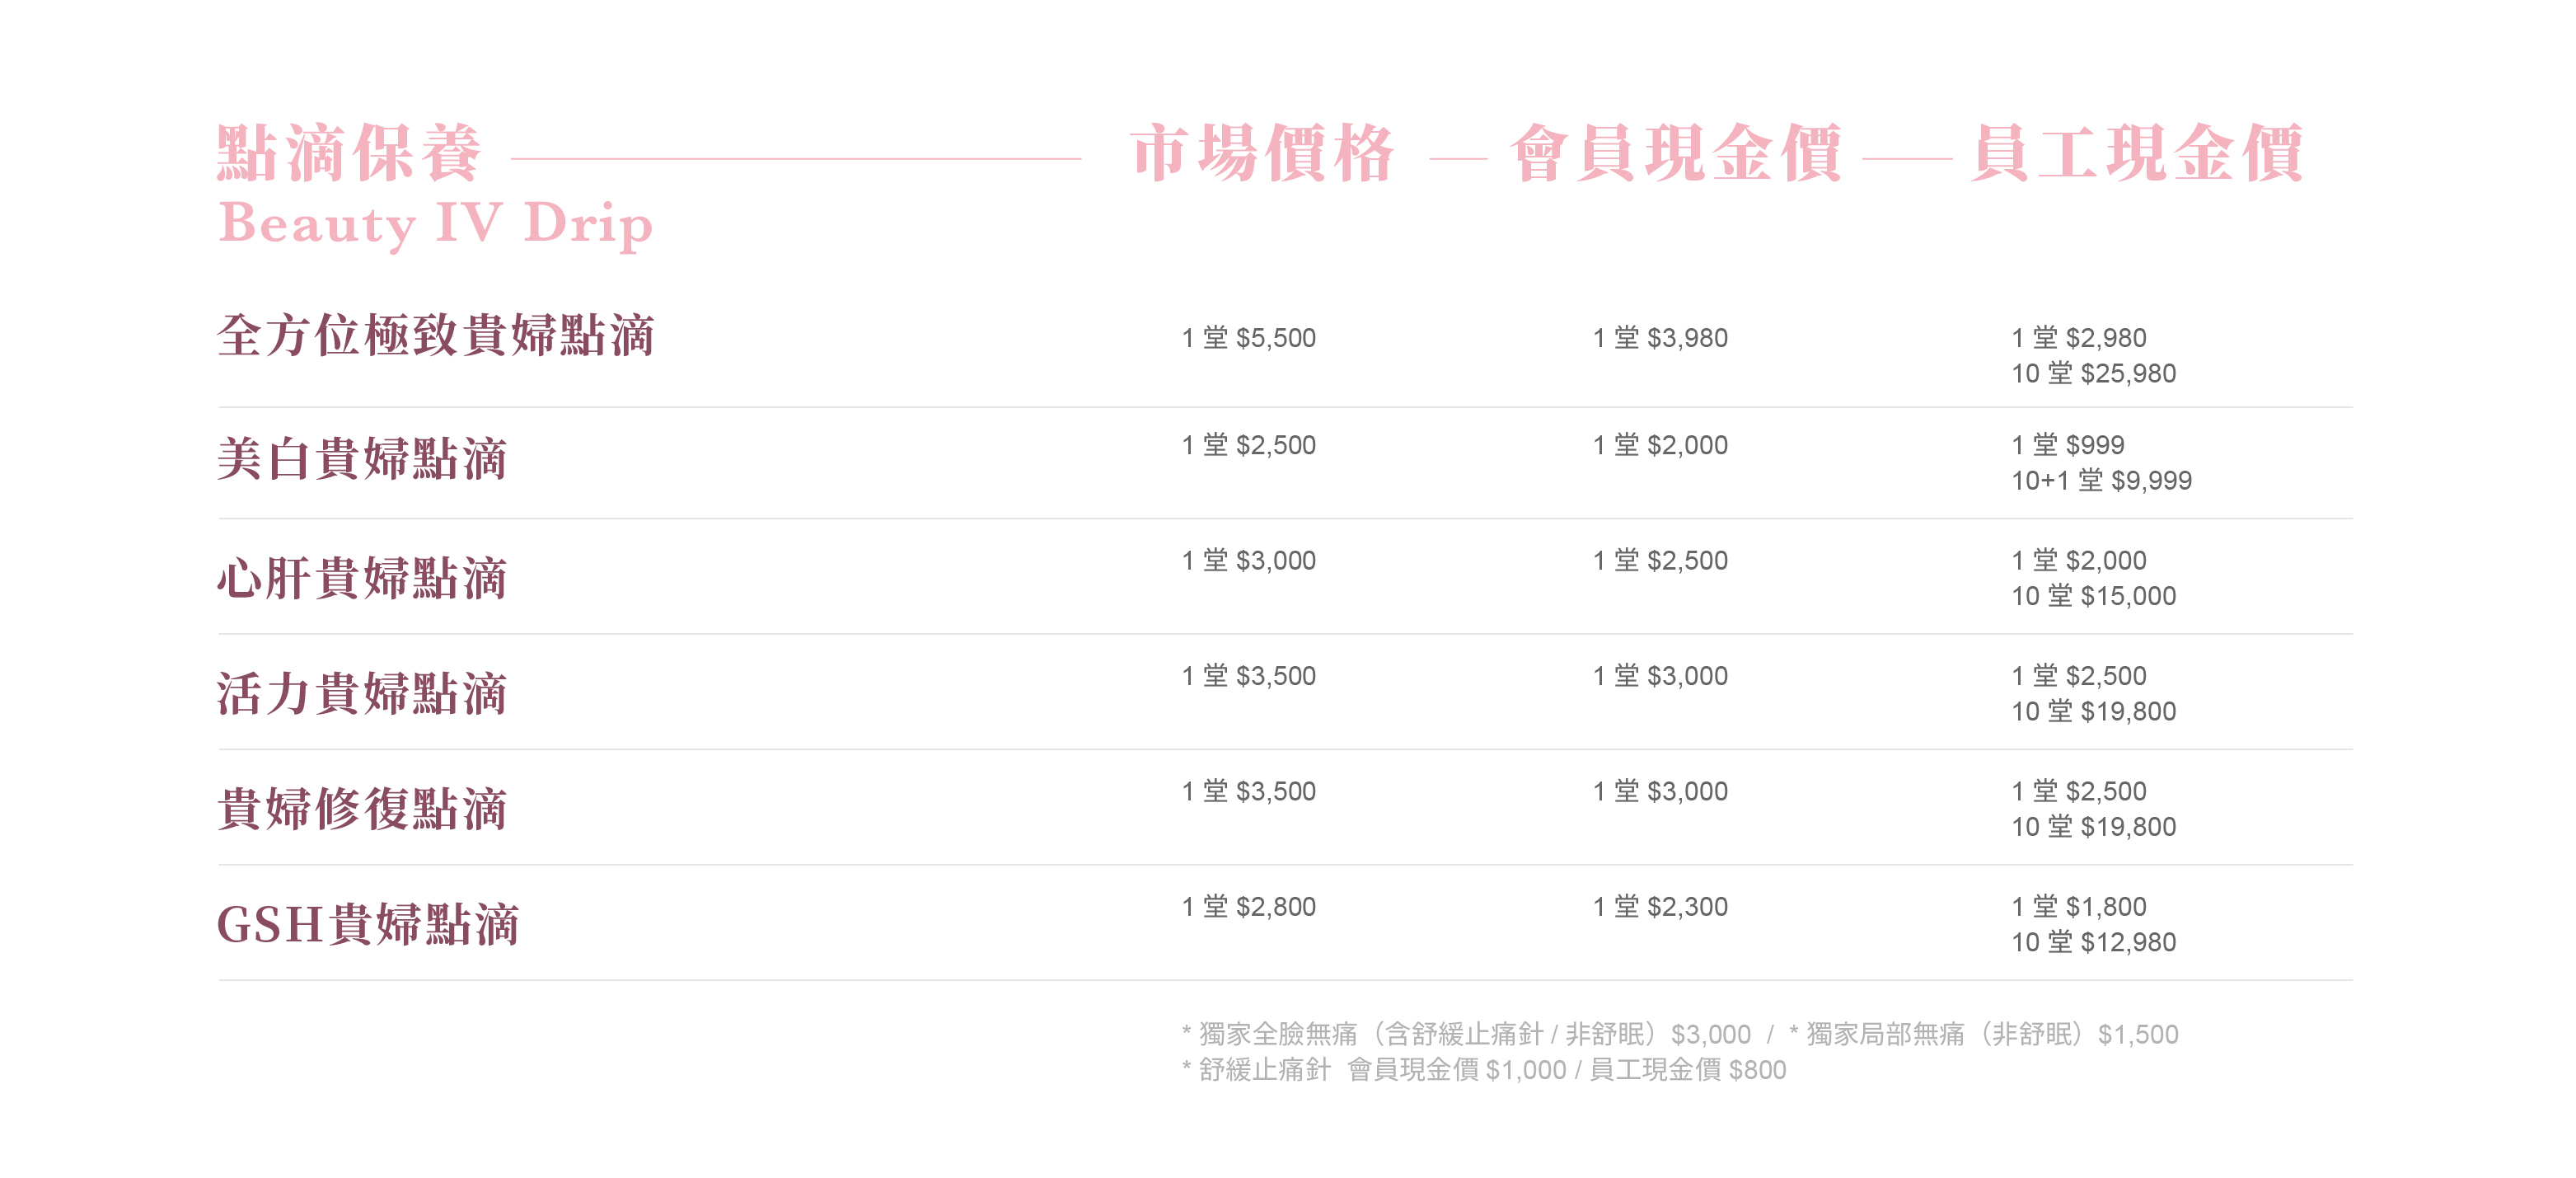 點滴保養 市場價格 會員現金價 員工現金價
Beauty IV Drip
全方位極致貴婦點滴 1 堂 $5,500 1 堂 $3,980 1 堂 $2,980
10 堂 $25,980
美白貴婦點滴 1 堂 $2,500 1 堂 $2,000 1 堂 $999
10+1 堂 $9,999
心肝貴婦點滴 1 堂 $3,000 1 堂 $2,500 1 堂 $2,000
10 堂 $15,000
活力貴婦點滴 1 堂 $3,500 1 堂 $3,000 1 堂 $2,500
10 堂 $19,800
貴婦修復點滴 1 堂 $3,500 1 堂 $3,000 1 堂 $2,500
10 堂 $19,800
GSH貴婦點滴 1 堂 $2,800 1 堂 $2,300 1 堂 $1,800
10 堂 $12,980
* 獨家全臉無痛（含舒緩止痛針 / 非舒眠）$3,000 / * 獨家局部無痛（非舒眠）$1,500
* 舒緩止痛針 會員現金價 $1,000 / 員工現金價 $800